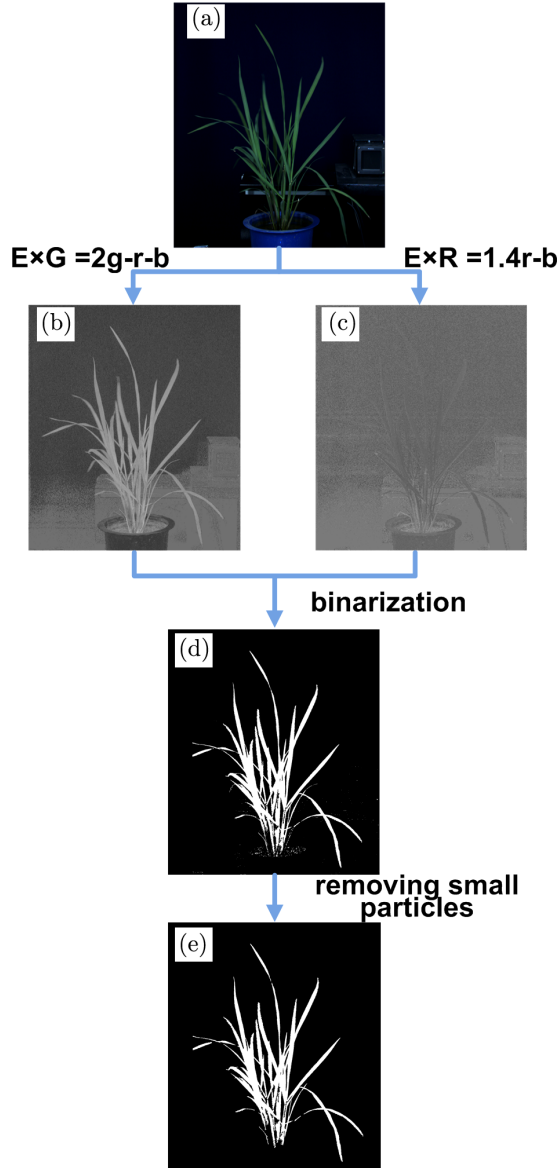 (a)
E×G =2g-r-b
E×R =1.4r-b
(b)
(c)
binarization
(d)
removing small
particles
(e)